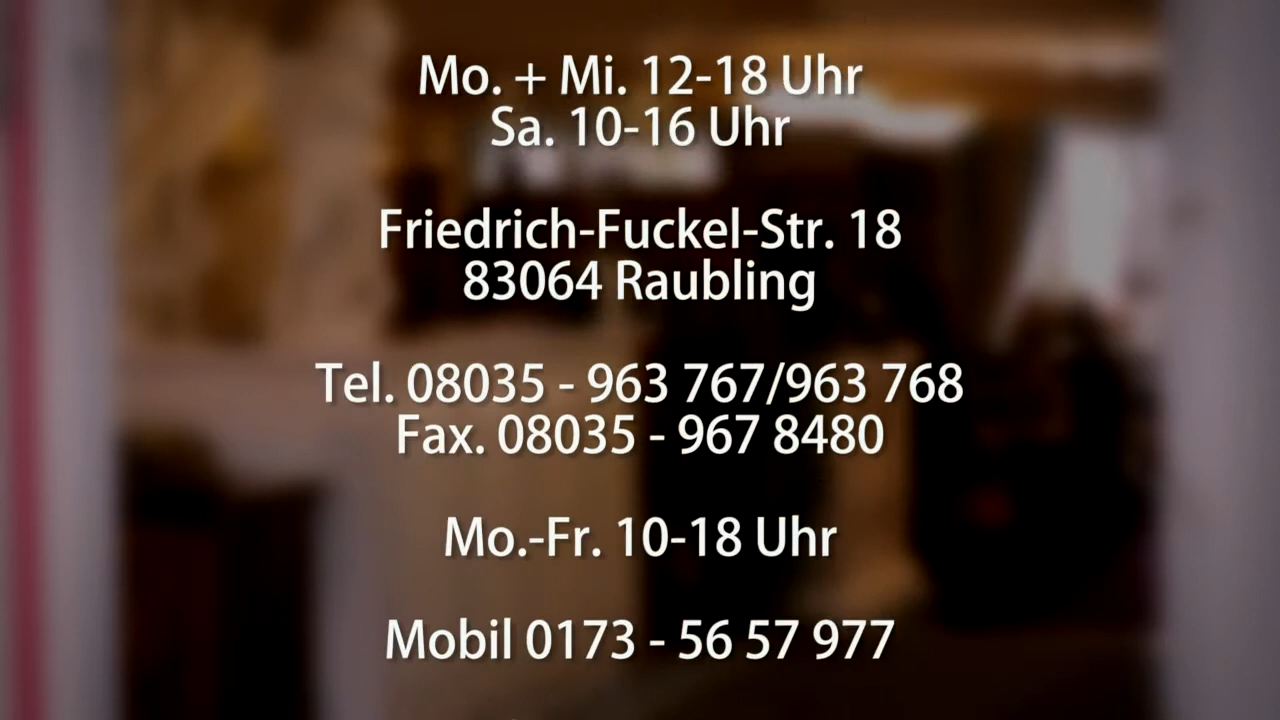 Mo. + Mi. 12-18 Uhr
Sa. 10-16 Uhr
Friedrich-Fuckel-Str. 18
83064 Raubling
Tel. 08035 - 963 767/963 768
Fax. 08035 - 967 8480
Mo.-Fr. 10-18 Uhr
Mobil 0173 - 56 57 977